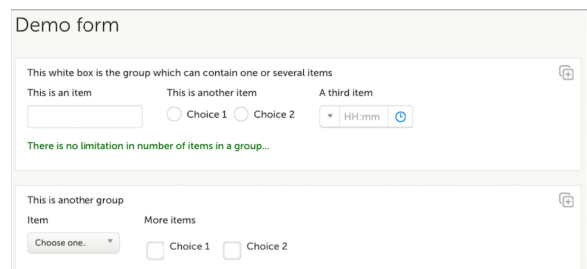 Demo form
This white box is the group which can contain one or several items
This is an item This is another item A third item
Choice 1 Choice 2 HH:mm
There is no limitation in number of items in a group...
This is another group
Item More items
Choose one.. Choice 1 Choice 2